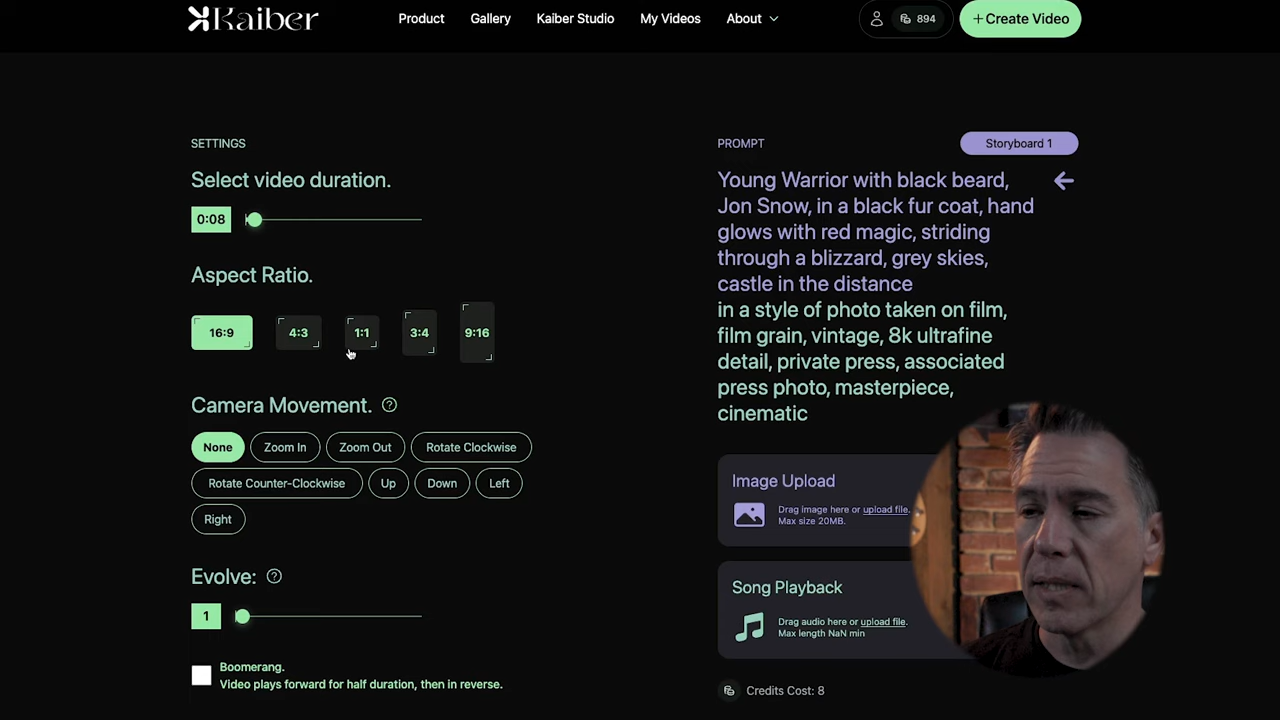 Kaiber
Product Gallery Kaiber Studio My Videos About
894
+Create Video
SETTINGS
Select video duration.
0:08
Aspect Ratio.
16:9 4:3 1:1 3:4 9:16
Camera Movement. ?
None Zoom In Zoom Out Rotate Clockwise
Rotate Counter-Clockwise Up Down Left
Right
Evolve: ?
1
Boomerang.
Video plays forward for half duration, then in reverse.
PROMPT
Storyboard 1
Young Warrior with black beard,
Jon Snow, in a black fur coat, hand
glows with red magic, striding
through a blizzard, grey skies,
castle in the distance
in a style of photo taken on film,
film grain, vintage, 8k ultrafine
detail, private press, associated
press photo, masterpiece,
cinematic
Image Upload
Drag image here or upload file.
Max size 20MB.
Song Playback
Drag audio here or upload file.
Max length NaN min
Credits Cost: 8